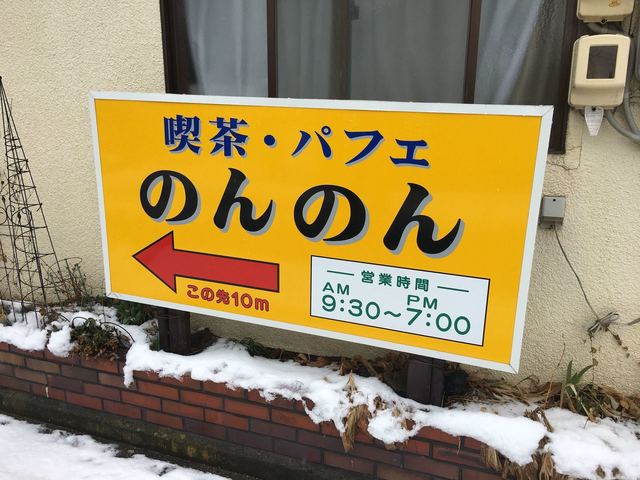 喫茶・パフェ
のんのん
この先10m
営業時間
AM PM
9:30～7:00